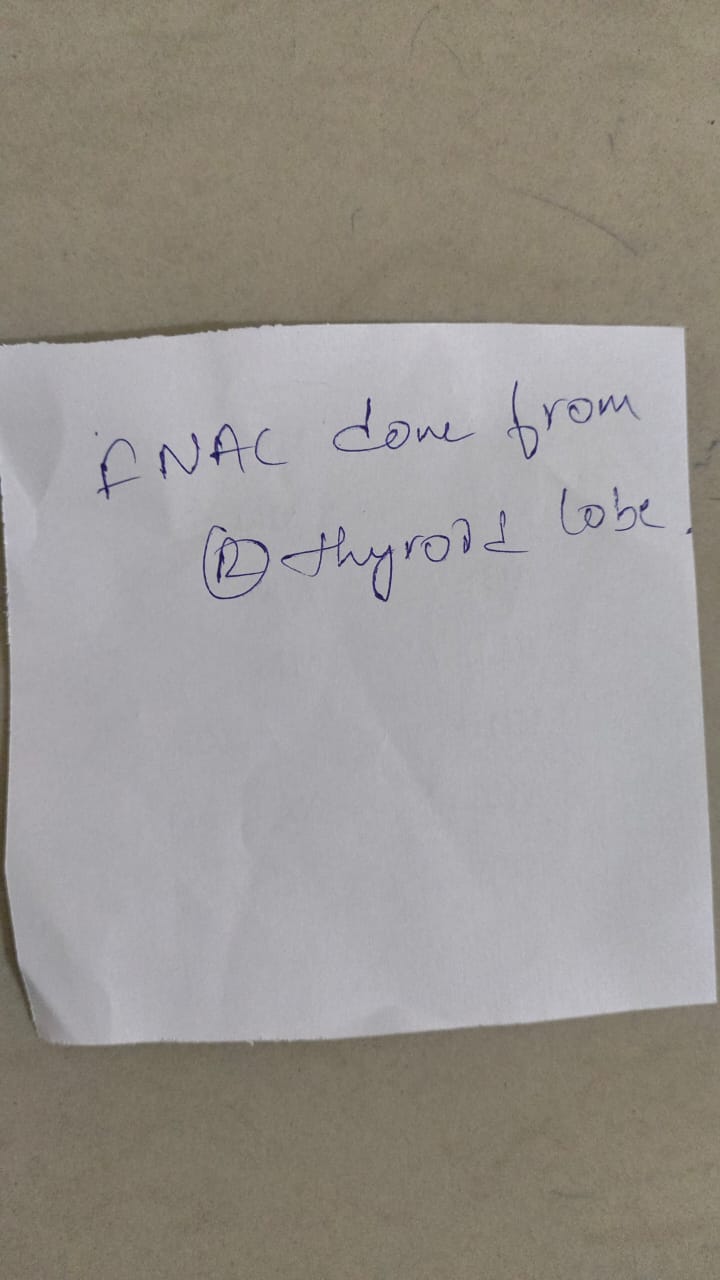 FNAC done from
Ⓡ thyroid lobe.